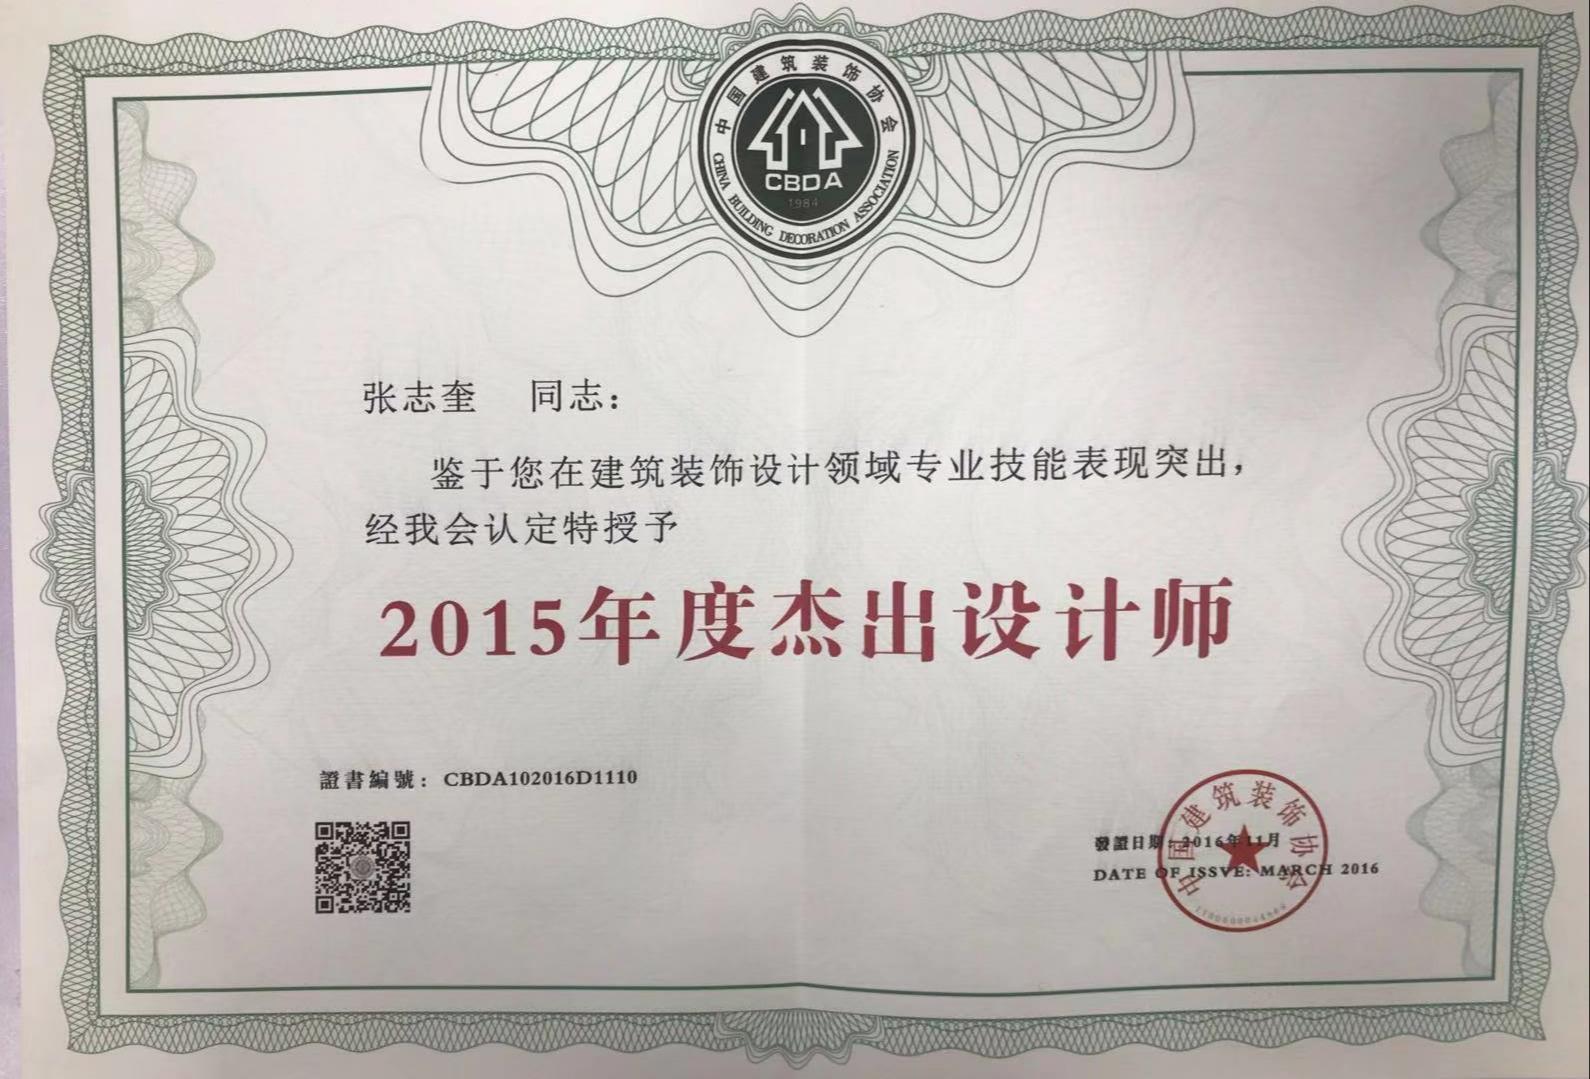 中国建筑装饰协会
CBDA
1984
CHINA BUILDING DECORATION ASSOCIATION
张志奎 同志：
鉴于您在建筑装饰设计领域专业技能表现突出，
经我会认定特授予
2015年度杰出设计师
證書編號：CBDA102016D1110
發證日期：2016年11月
DATE OF ISSVE: MARCH 2016
中国建筑装饰协会